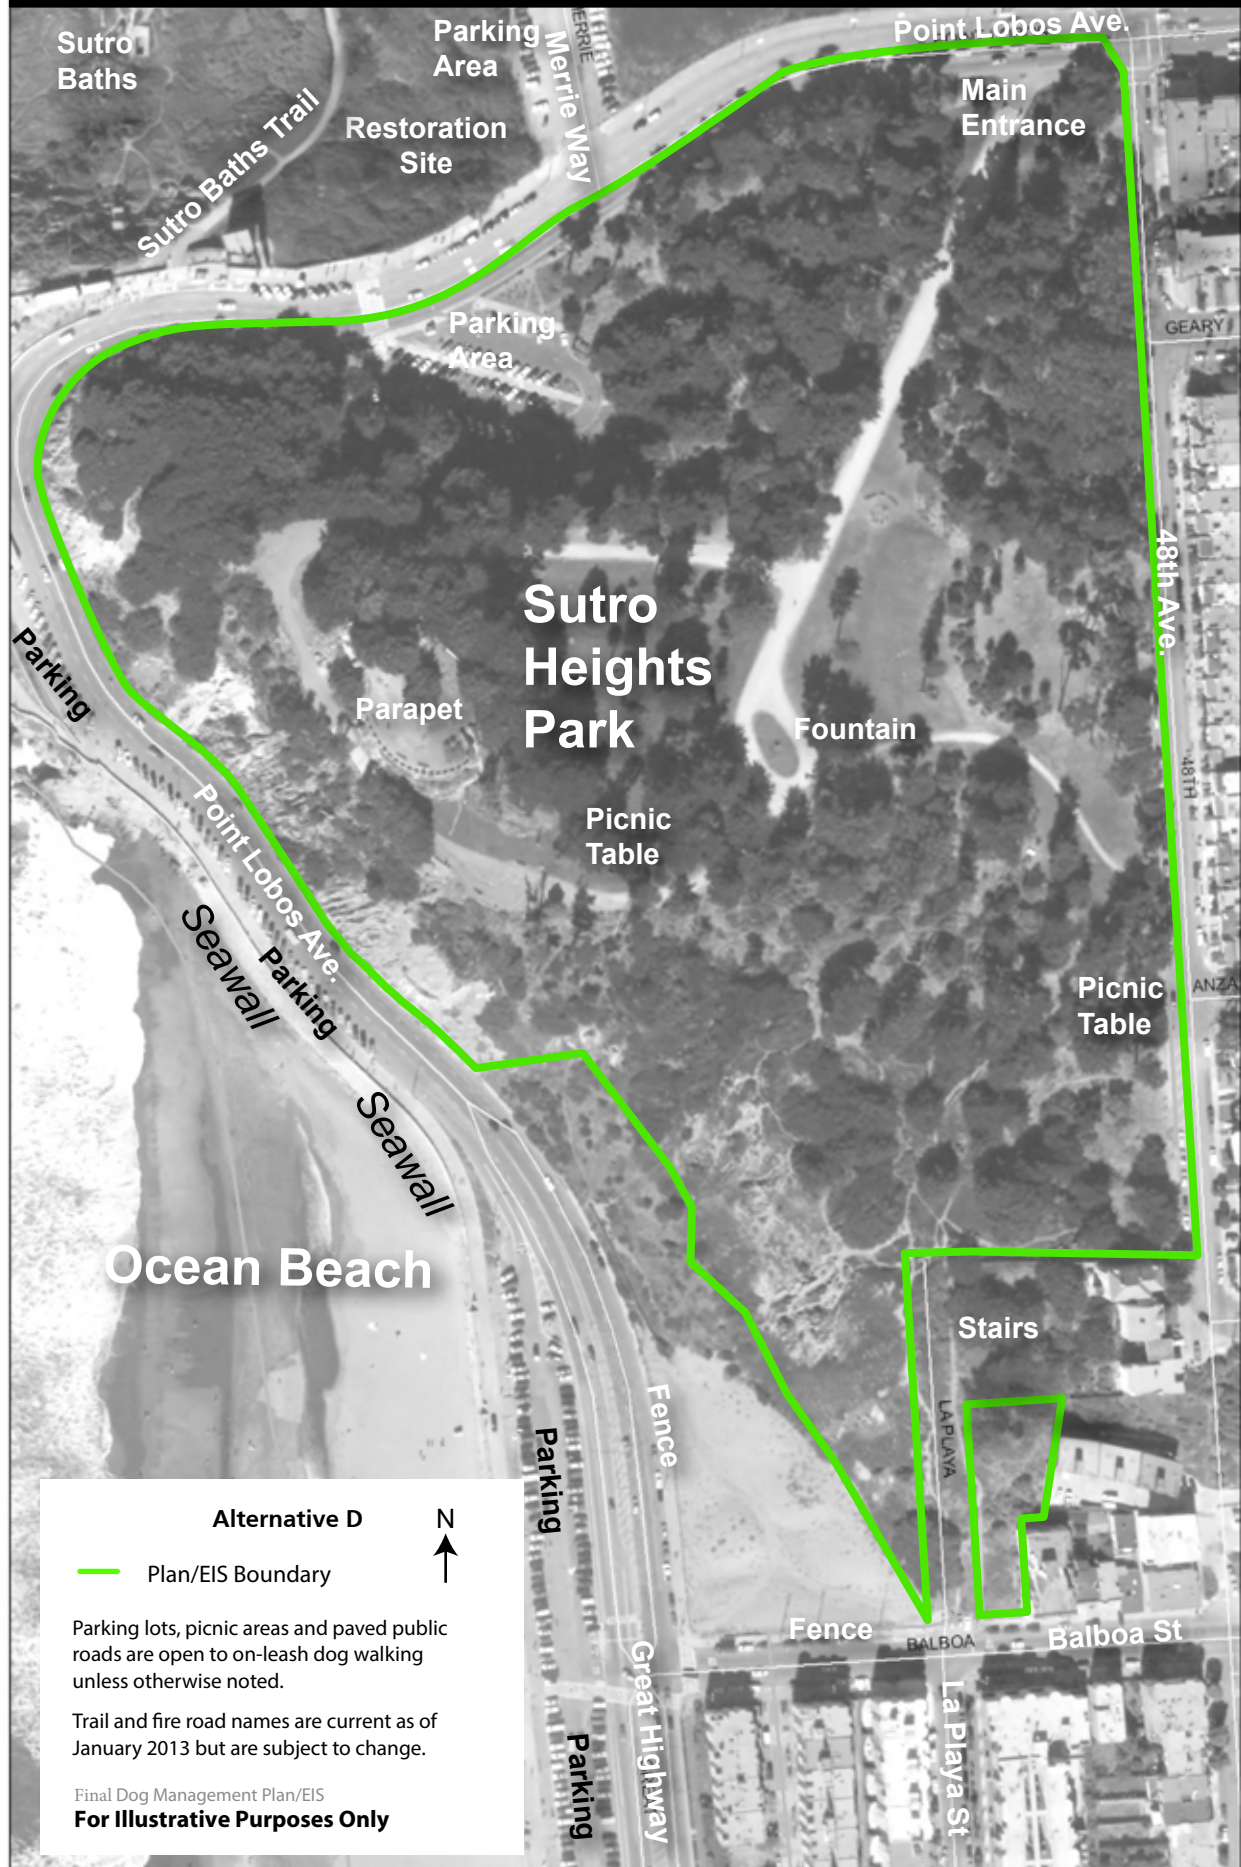 Point Lobos Ave.
Sutro
Baths
Parking
Area
MERRIE
Merrie Way
Main
Entrance
Restoration
Site
Sutro Baths Trail
Parking
Area
GEARY
48th Ave.
Sutro
Heights
Park
Parking
Parapet
Fountain
48TH
Point Lobos Ave.
Picnic
Table
Seawall
Parking
Picnic
Table
ANZA
Seawall
Ocean Beach
Stairs
Fence
LA PLAYA
Parking
Fence
BALBOA
Balboa St
Great Highway
La Playa St
Parking
Alternative D
N
Plan/EIS Boundary
Parking lots, picnic areas and paved public
roads are open to on-leash dog walking
unless otherwise noted.
Trail and fire road names are current as of
January 2013 but are subject to change.
Final Dog Management Plan/EIS
For Illustrative Purposes Only